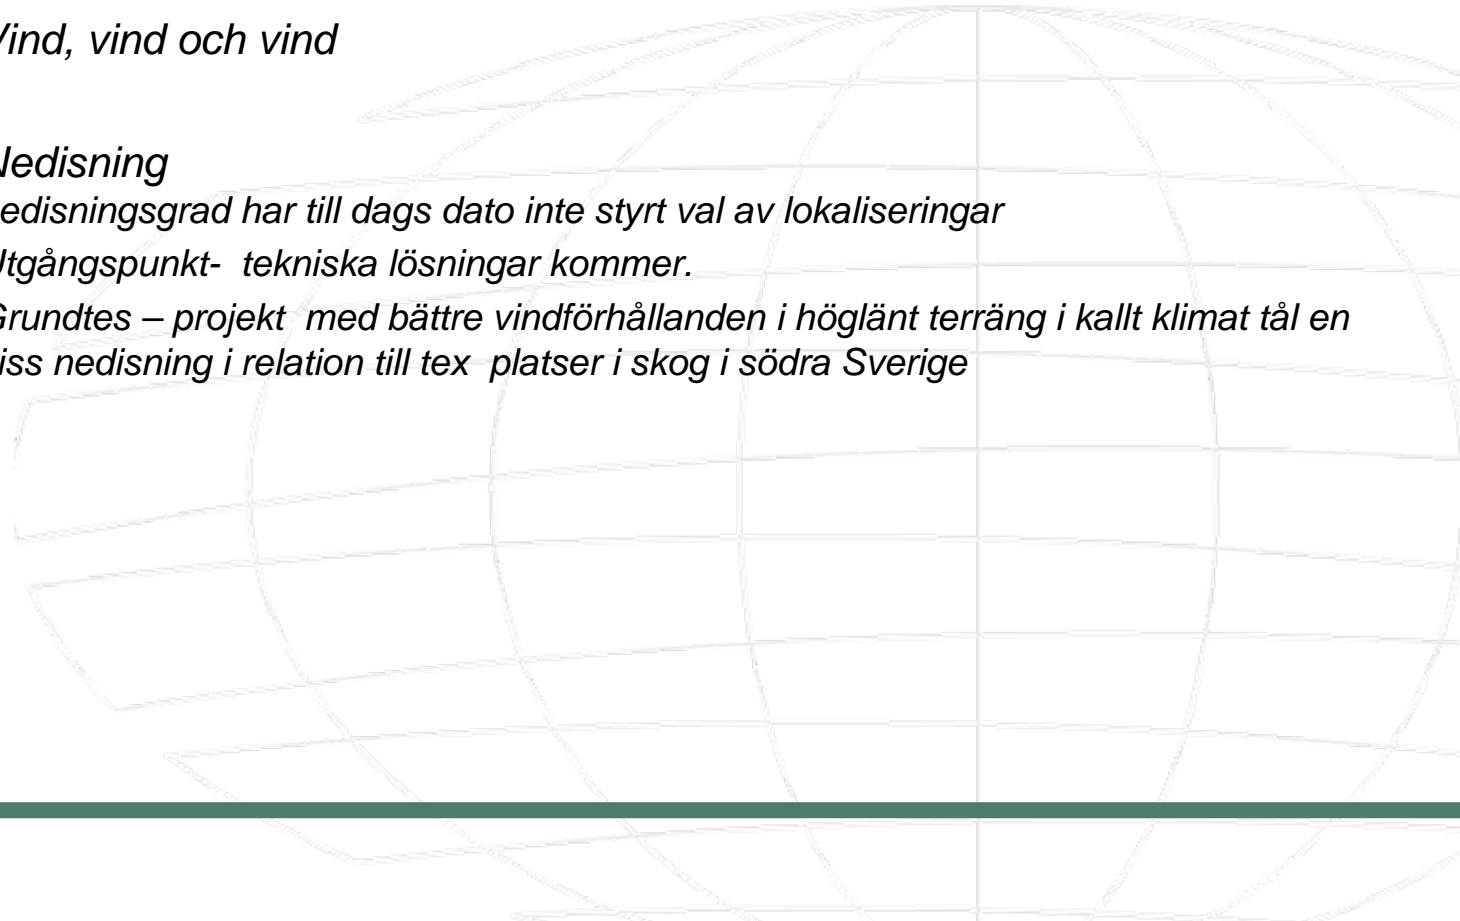 Vind, vind och vind
Nedisning
edisningsgrad har till dags dato inte styrt val av lokaliseringar
Utgångspunkt- tekniska lösningar kommer.
Grundtes – projekt med bättre vindförhållanden i höglänt terräng i kallt klimat tål en
iss nedisning i relation till tex platser i skog i södra Sverige